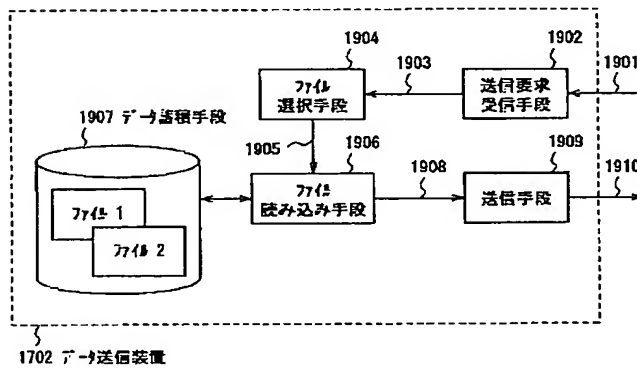 1904
1902
1903
1901
ファイル
選択手段
送信要求
受信手段
1907 データ蓄積手段
1905
1906
1909
1908
1910
ファイル
読み込み手段
送信手段
ファイル 1
ファイル 2
1702 データ送信装置